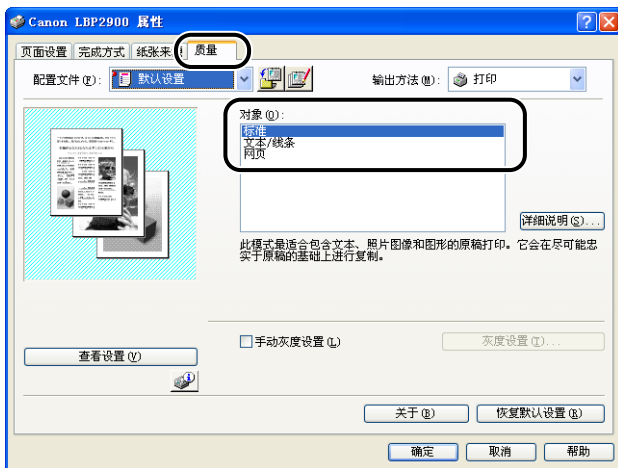 Canon LBP2900 属性
页面设置 完成方式 纸张来 质量
配置文件(F): 默认设置 输出方法(M): 打印
对象(O):
标准
文本/线条
网页
详细说明(S)...
此模式最适合包含文本、照片图像和图形的原稿打印。它会在尽可能忠
实于原稿的基础上进行复制。
手动灰度设置(L) 灰度设置(T)...
查看设置(V)
关于(B) 恢复默认设置(R)
确定 取消 帮助